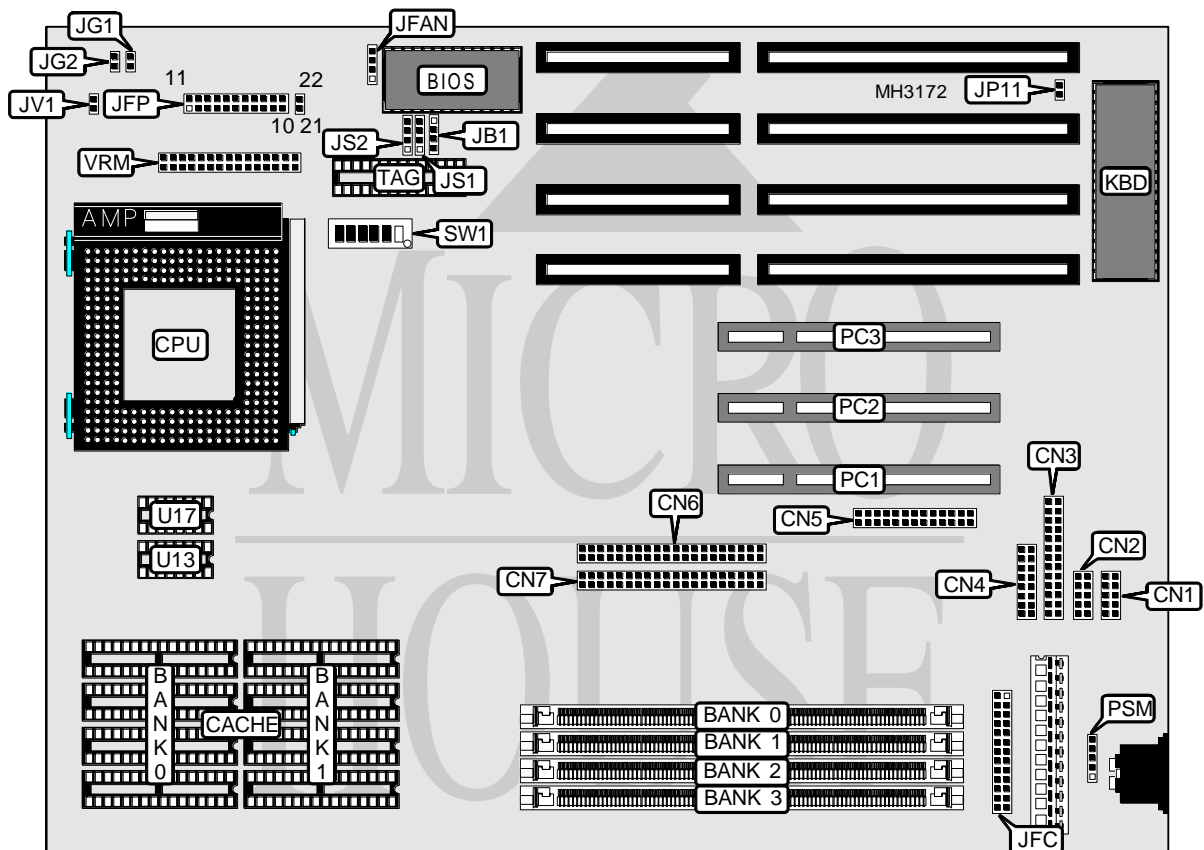 JG1
JFAN
JG2
BIOS
11
22
MH3172
JP11
JV1
JFP
10 21
JS2
JB1
VRM
TAG
JS1
KBD
AMP
SW1
MICRO
CPU
PC3
PC2
CN3
PC1
CN6
U17
CN5
CN2
U13
CN7
CN4
CN1
HOUSE
BANK0
BANK1
CACHE
BANK 0
PSM
BANK 1
BANK 2
BANK 3
JFC